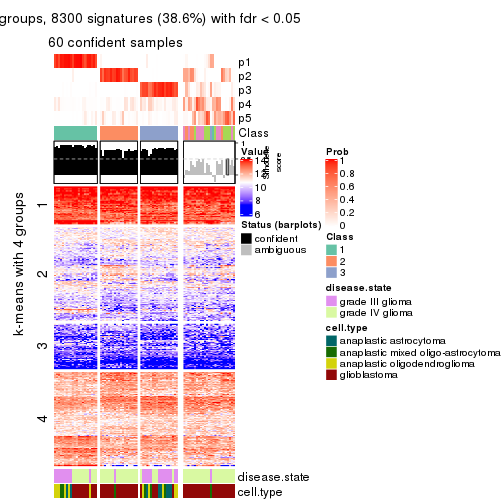 groups, 8300 signatures (38.6%) with fdr < 0.05
60 confident samples
p1
p2
p3
p4
p5
Class
1
Value
14
12
10
8
6
Silhouette
score
Prob
1
0.8
0.6
0.4
0.2
0
Status (barplots)
confident
ambiguous
Class
1
2
3
disease.state
grade III glioma
grade IV glioma
cell.type
anaplastic astrocytoma
anaplastic mixed oligo-astrocytoma
anaplastic oligodendroglioma
glioblastoma
k-means with 4 groups
1
2
3
4
disease.state
cell.type